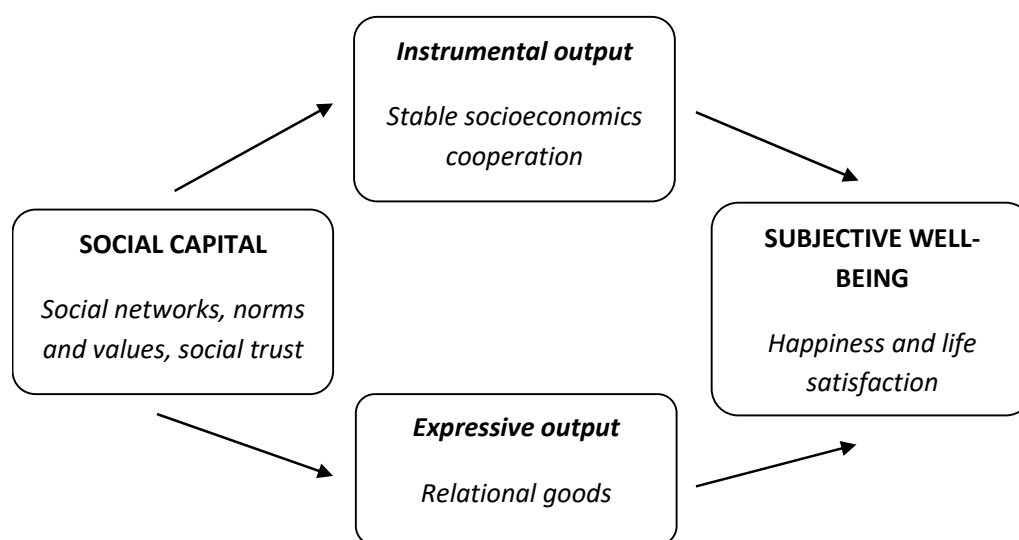 Instrumental output
Stable socioeconomics
cooperation
SOCIAL CAPITAL
Social networks, norms
and values, social trust
SUBJECTIVE WELL-
BEING
Happiness and life
satisfaction
Expressive output
Relational goods